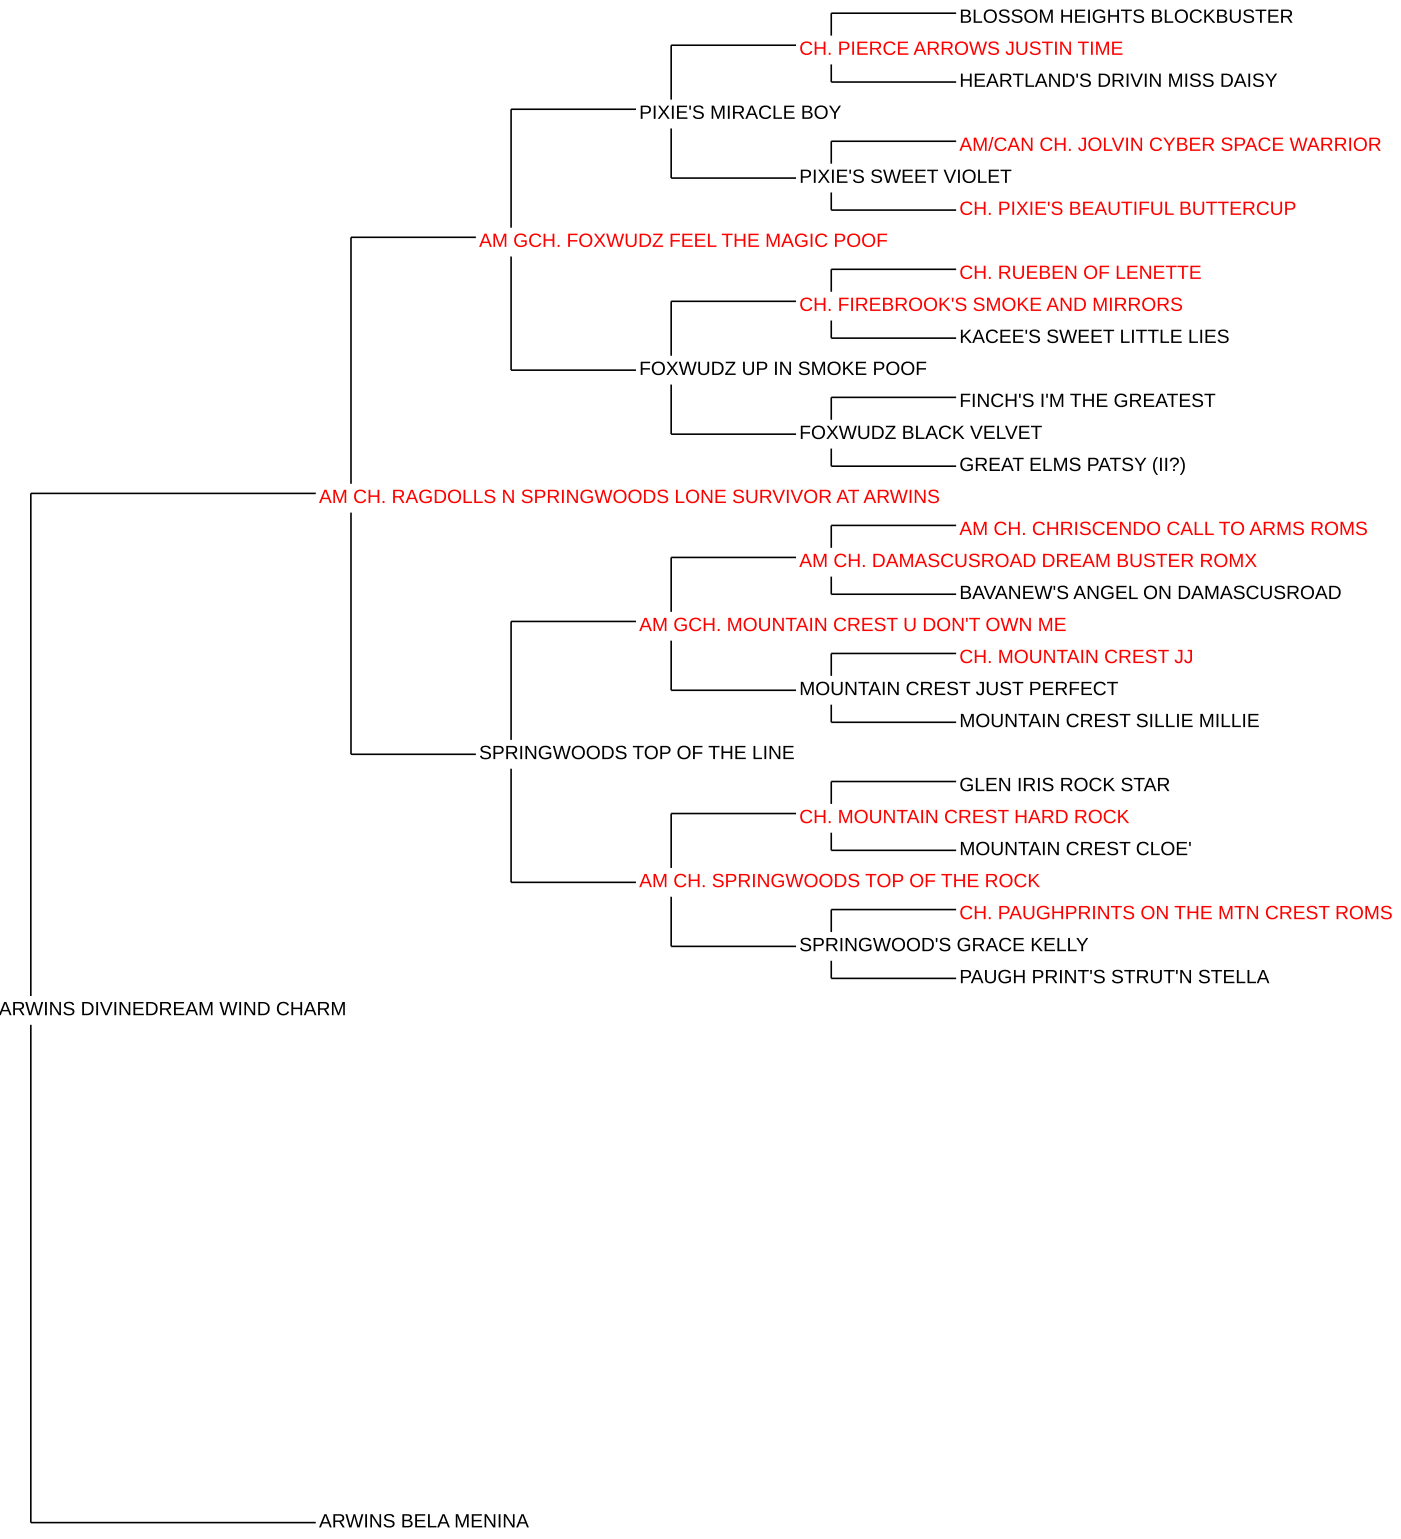 BLOSSOM HEIGHTS BLOCKBUSTER
CH. PIERCE ARROWS JUSTIN TIME
HEARTLAND'S DRIVIN MISS DAISY
PIXIE'S MIRACLE BOY
AM/CAN CH. JOLVIN CYBER SPACE WARRIOR
PIXIE'S SWEET VIOLET
CH. PIXIE'S BEAUTIFUL BUTTERCUP
AM GCH. FOXWUDZ FEEL THE MAGIC POOF
CH. RUEBEN OF LENETTE
CH. FIREBROOK'S SMOKE AND MIRRORS
KACEE'S SWEET LITTLE LIES
FOXWUDZ UP IN SMOKE POOF
FINCH'S I'M THE GREATEST
FOXWUDZ BLACK VELVET
GREAT ELMS PATSY (II?)
AM CH. RAGDOLLS N SPRINGWOODS LONE SURVIVOR AT ARWINS
AM CH. CHRISCENDO CALL TO ARMS ROMS
AM CH. DAMASCUSROAD DREAM BUSTER ROMX
BAVANEW'S ANGEL ON DAMASCUSROAD
AM GCH. MOUNTAIN CREST U DON'T OWN ME
CH. MOUNTAIN CREST JJ
MOUNTAIN CREST JUST PERFECT
MOUNTAIN CREST SILLIE MILLIE
SPRINGWOODS TOP OF THE LINE
GLEN IRIS ROCK STAR
CH. MOUNTAIN CREST HARD ROCK
MOUNTAIN CREST CLOE'
AM CH. SPRINGWOODS TOP OF THE ROCK
CH. PAUGHPRINTS ON THE MTN CREST ROMS
SPRINGWOOD'S GRACE KELLY
PAUGH PRINT'S STRUT'N STELLA
ARWINS DIVINEDREAM WIND CHARM
ARWINS BELA MENINA